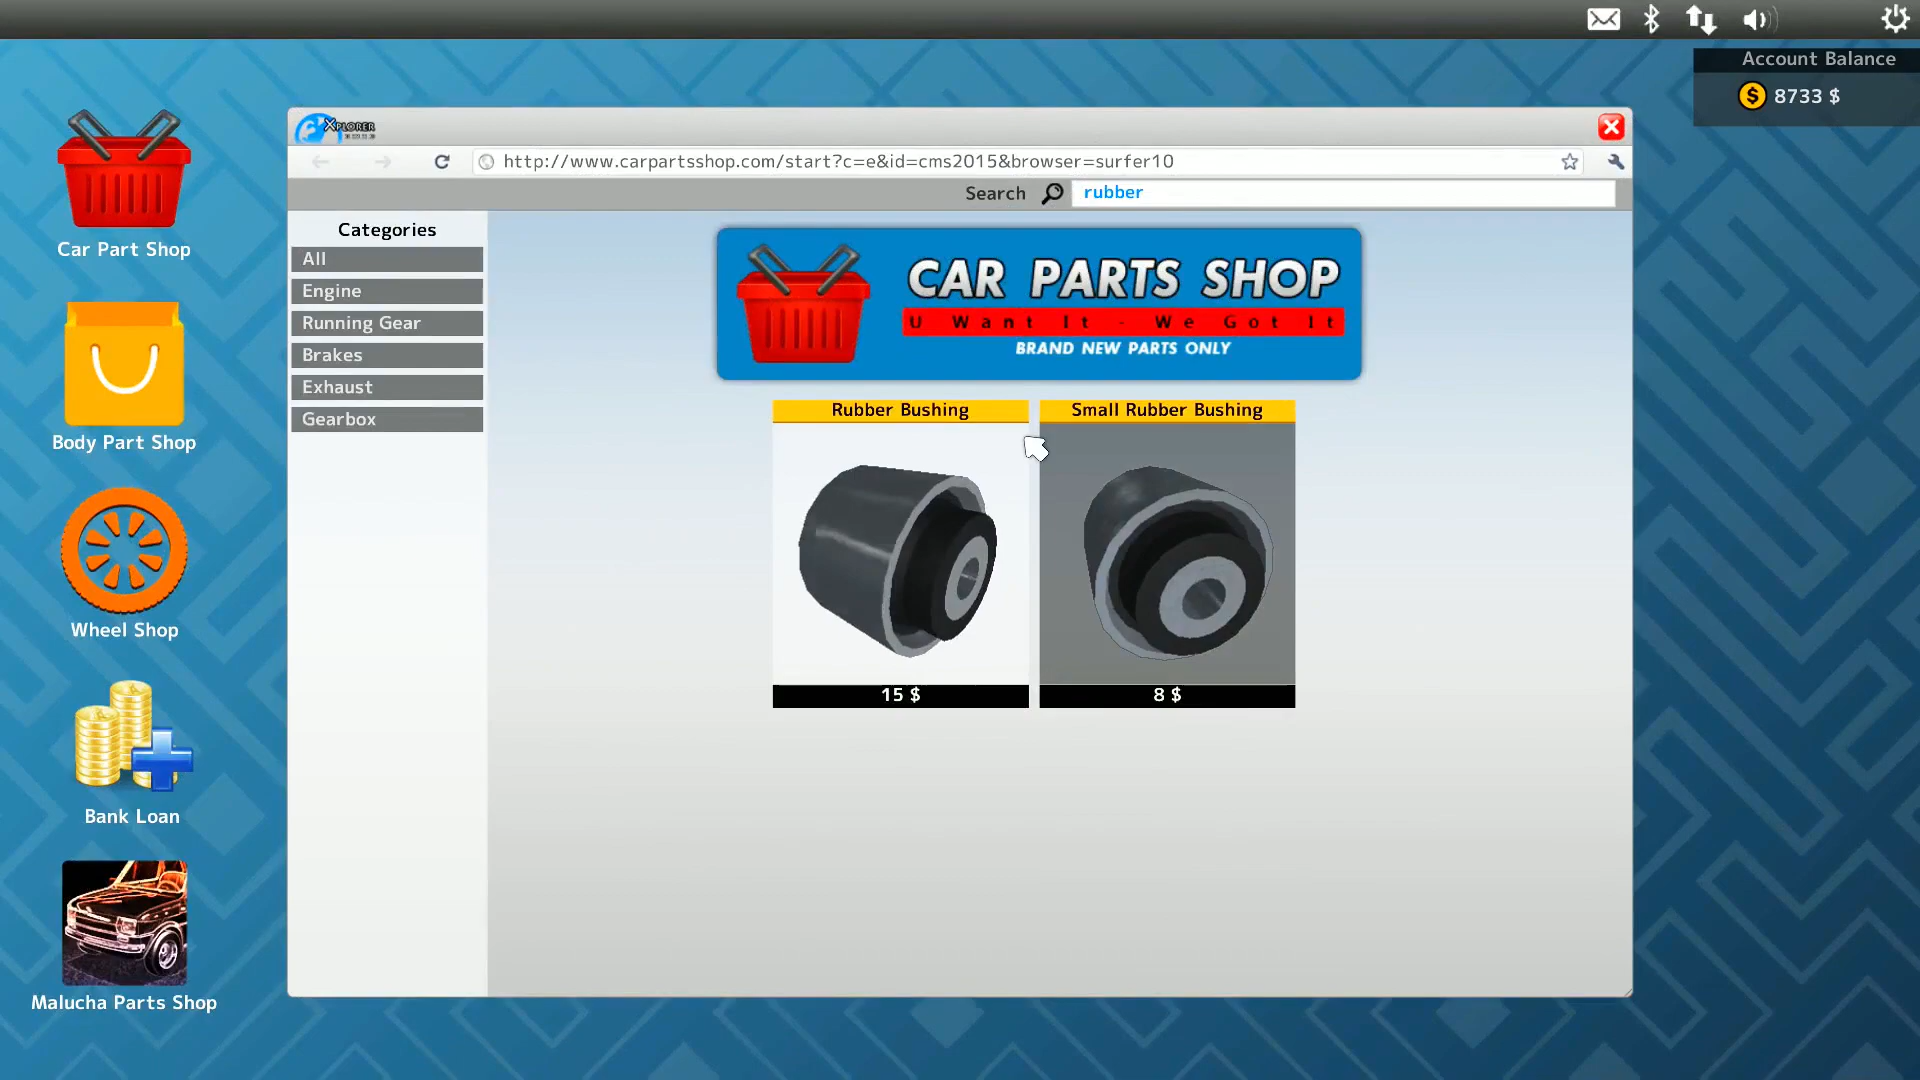 Account Balance
8733 $
XPLORER
http://www.carpartsshop.com/start?c=e&id=cms2015&browser=surfer10
Search
rubber
Categories
All
Engine
Running Gear
Brakes
Exhaust
Gearbox
CAR PARTS SHOP
U Want It - We Got It
BRAND NEW PARTS ONLY
Rubber Bushing
Small Rubber Bushing
15 $
8 $
Car Part Shop
Body Part Shop
Wheel Shop
Bank Loan
Malucha Parts Shop